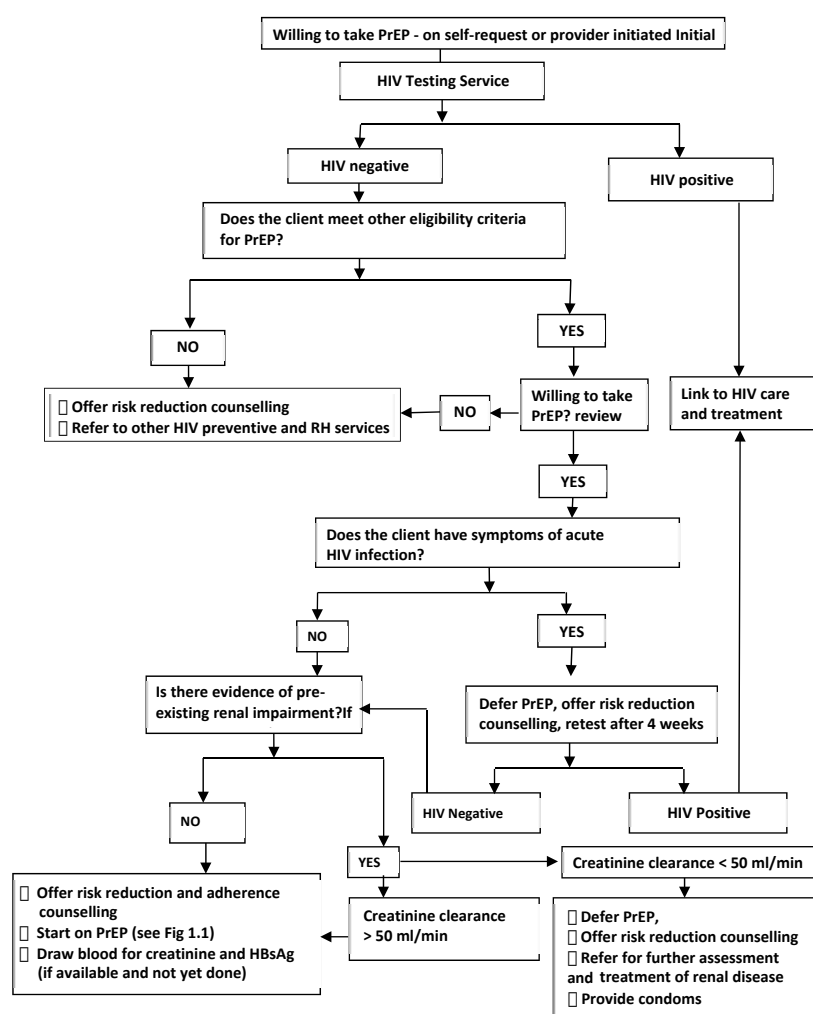 Willing to take PrEP - on self-request or provider initiated Initial
HIV Testing Service
HIV negative
HIV positive
Does the client meet other eligibility criteria
for PrEP?
NO
YES
▯ Offer risk reduction counselling
▯ Refer to other HIV preventive and RH services
NO
Willing to take
PrEP? review
Link to HIV care
and treatment
YES
Does the client have symptoms of acute
HIV infection?
NO
YES
Is there evidence of pre-
existing renal impairment?If
Defer PrEP, offer risk reduction
counselling, retest after 4 weeks
HIV Negative
HIV Positive
NO
YES
Creatinine clearance < 50 ml/min
▯ Offer risk reduction and adherence
counselling
▯ Start on PrEP (see Fig 1.1)
▯ Draw blood for creatinine and HBsAg
(if available and not yet done)
Creatinine clearance
> 50 ml/min
▯ Defer PrEP,
▯ Offer risk reduction counselling
▯ Refer for further assessment
and treatment of renal disease
▯ Provide condoms